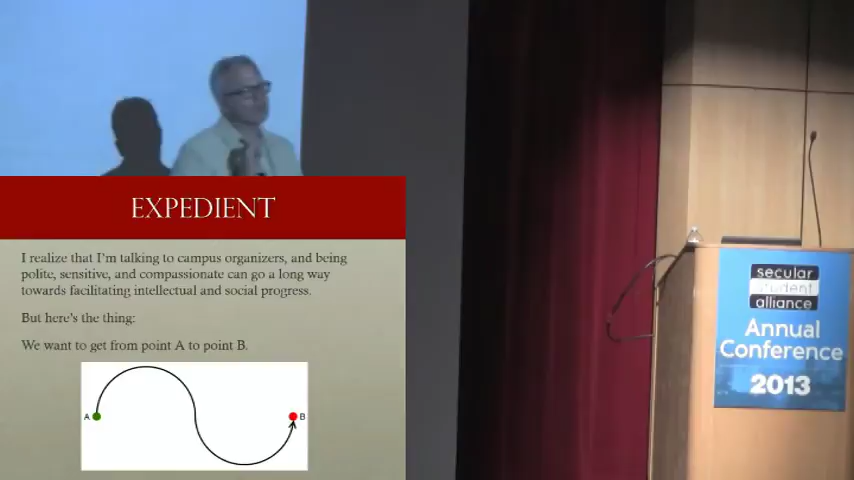 EXPEDIENT
I realize that I'm talking to campus organizers, and being
polite, sensitive, and compassionate can go a long way
towards facilitating intellectual and social progress.
But here's the thing:
We want to get from point A to point B.
A
B
secular
student
alliance
Annual
Conference
2013